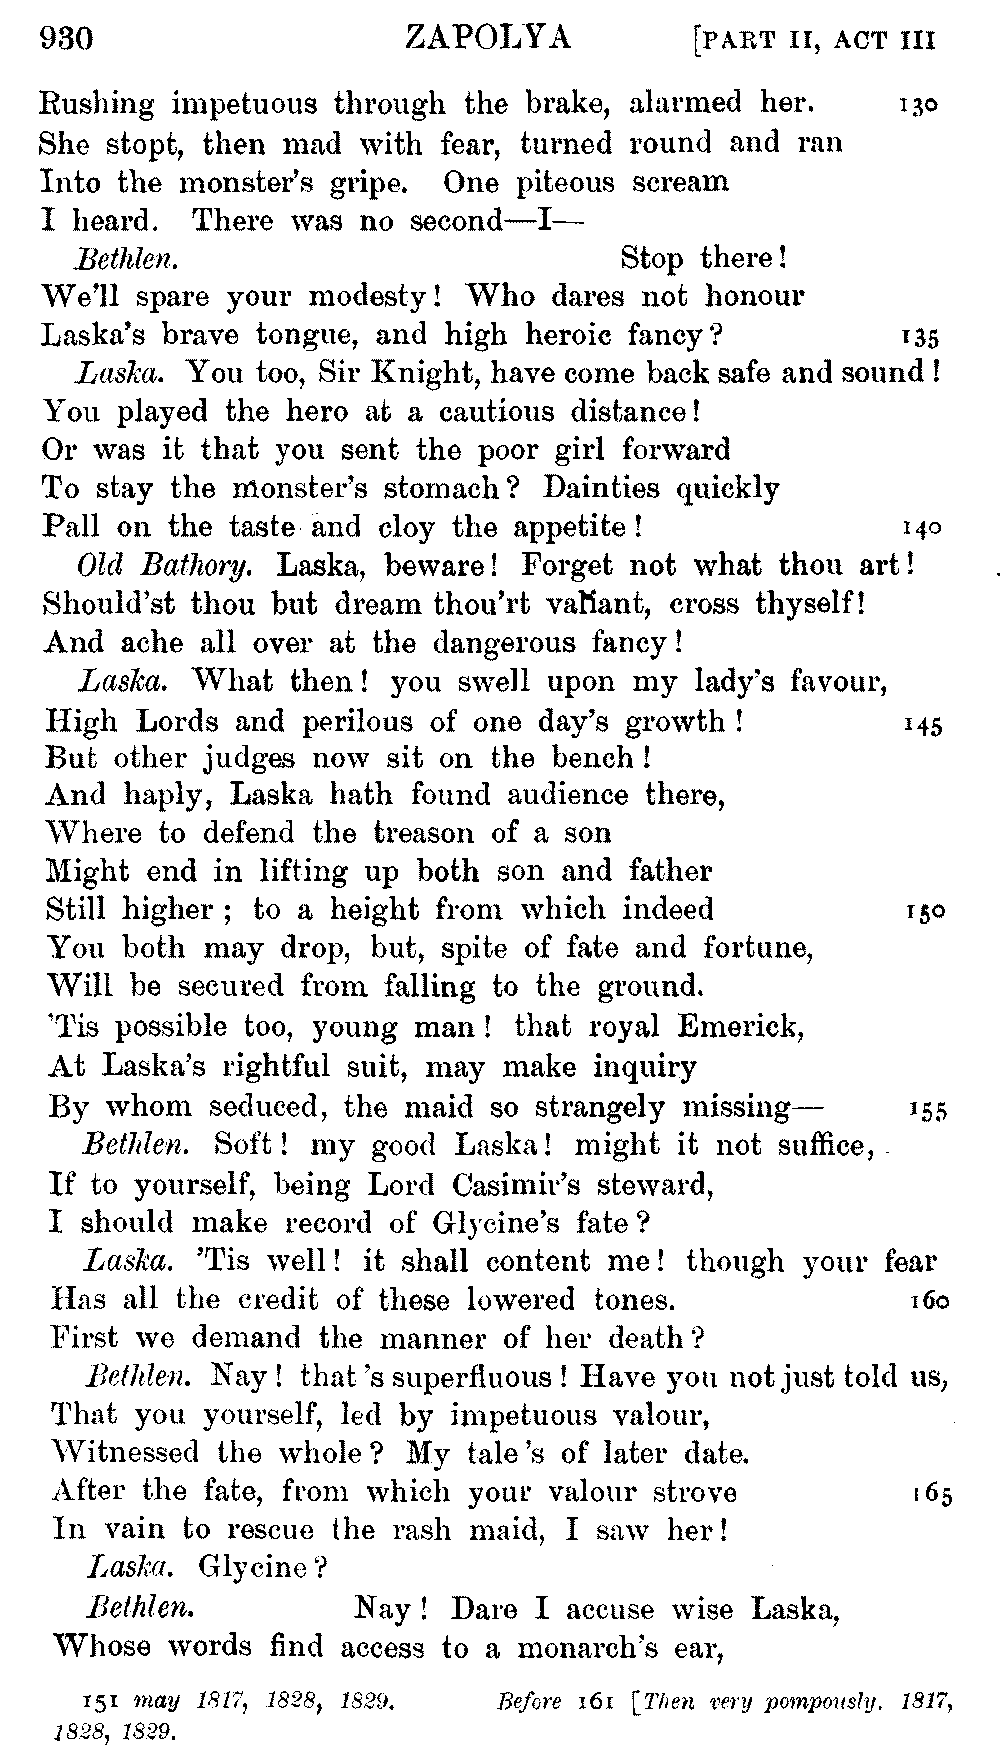 930 ZAPOLYA [PART II, ACT III
Rushing impetuous through the brake, alarmed her. 130
She stopt, then mad with fear, turned round and ran
Into the monster's gripe. One piteous scream
I heard. There was no second—I—
Bethlen. Stop there!
We'll spare your modesty! Who dares not honour
Laska's brave tongue, and high heroic fancy? 135
Laska. You too, Sir Knight, have come back safe and sound!
You played the hero at a cautious distance!
Or was it that you sent the poor girl forward
To stay the monster's stomach? Dainties quickly
Pall on the taste and cloy the appetite! 140
Old Bathory. Laska, beware! Forget not what thou art!
Should'st thou but dream thou'rt valiant, cross thyself!
And ache all over at the dangerous fancy!
Laska. What then! you swell upon my lady's favour,
High Lords and perilous of one day's growth! 145
But other judges now sit on the bench!
And haply, Laska hath found audience there,
Where to defend the treason of a son
Might end in lifting up both son and father
Still higher; to a height from which indeed 150
You both may drop, but, spite of fate and fortune,
Will be secured from falling to the ground.
'Tis possible too, young man! that royal Emerick,
At Laska's rightful suit, may make inquiry
By whom seduced, the maid so strangely missing— 155
Bethlen. Soft! my good Laska! might it not suffice,
If to yourself, being Lord Casimir's steward,
I should make record of Glycine's fate?
Laska. 'Tis well! it shall content me! though your fear
Has all the credit of these lowered tones. 160
First we demand the manner of her death?
Bethlen. Nay! that's superfluous! Have you not just told us,
That you yourself, led by impetuous valour,
Witnessed the whole? My tale's of later date.
After the fate, from which your valour strove 165
In vain to rescue the rash maid, I saw her!
Laska. Glycine?
Bethlen. Nay! Dare I accuse wise Laska,
Whose words find access to a monarch's ear,
151 may 1817, 1828, 1829. Before 161 [Then very pompously. 1817,
1828, 1829.